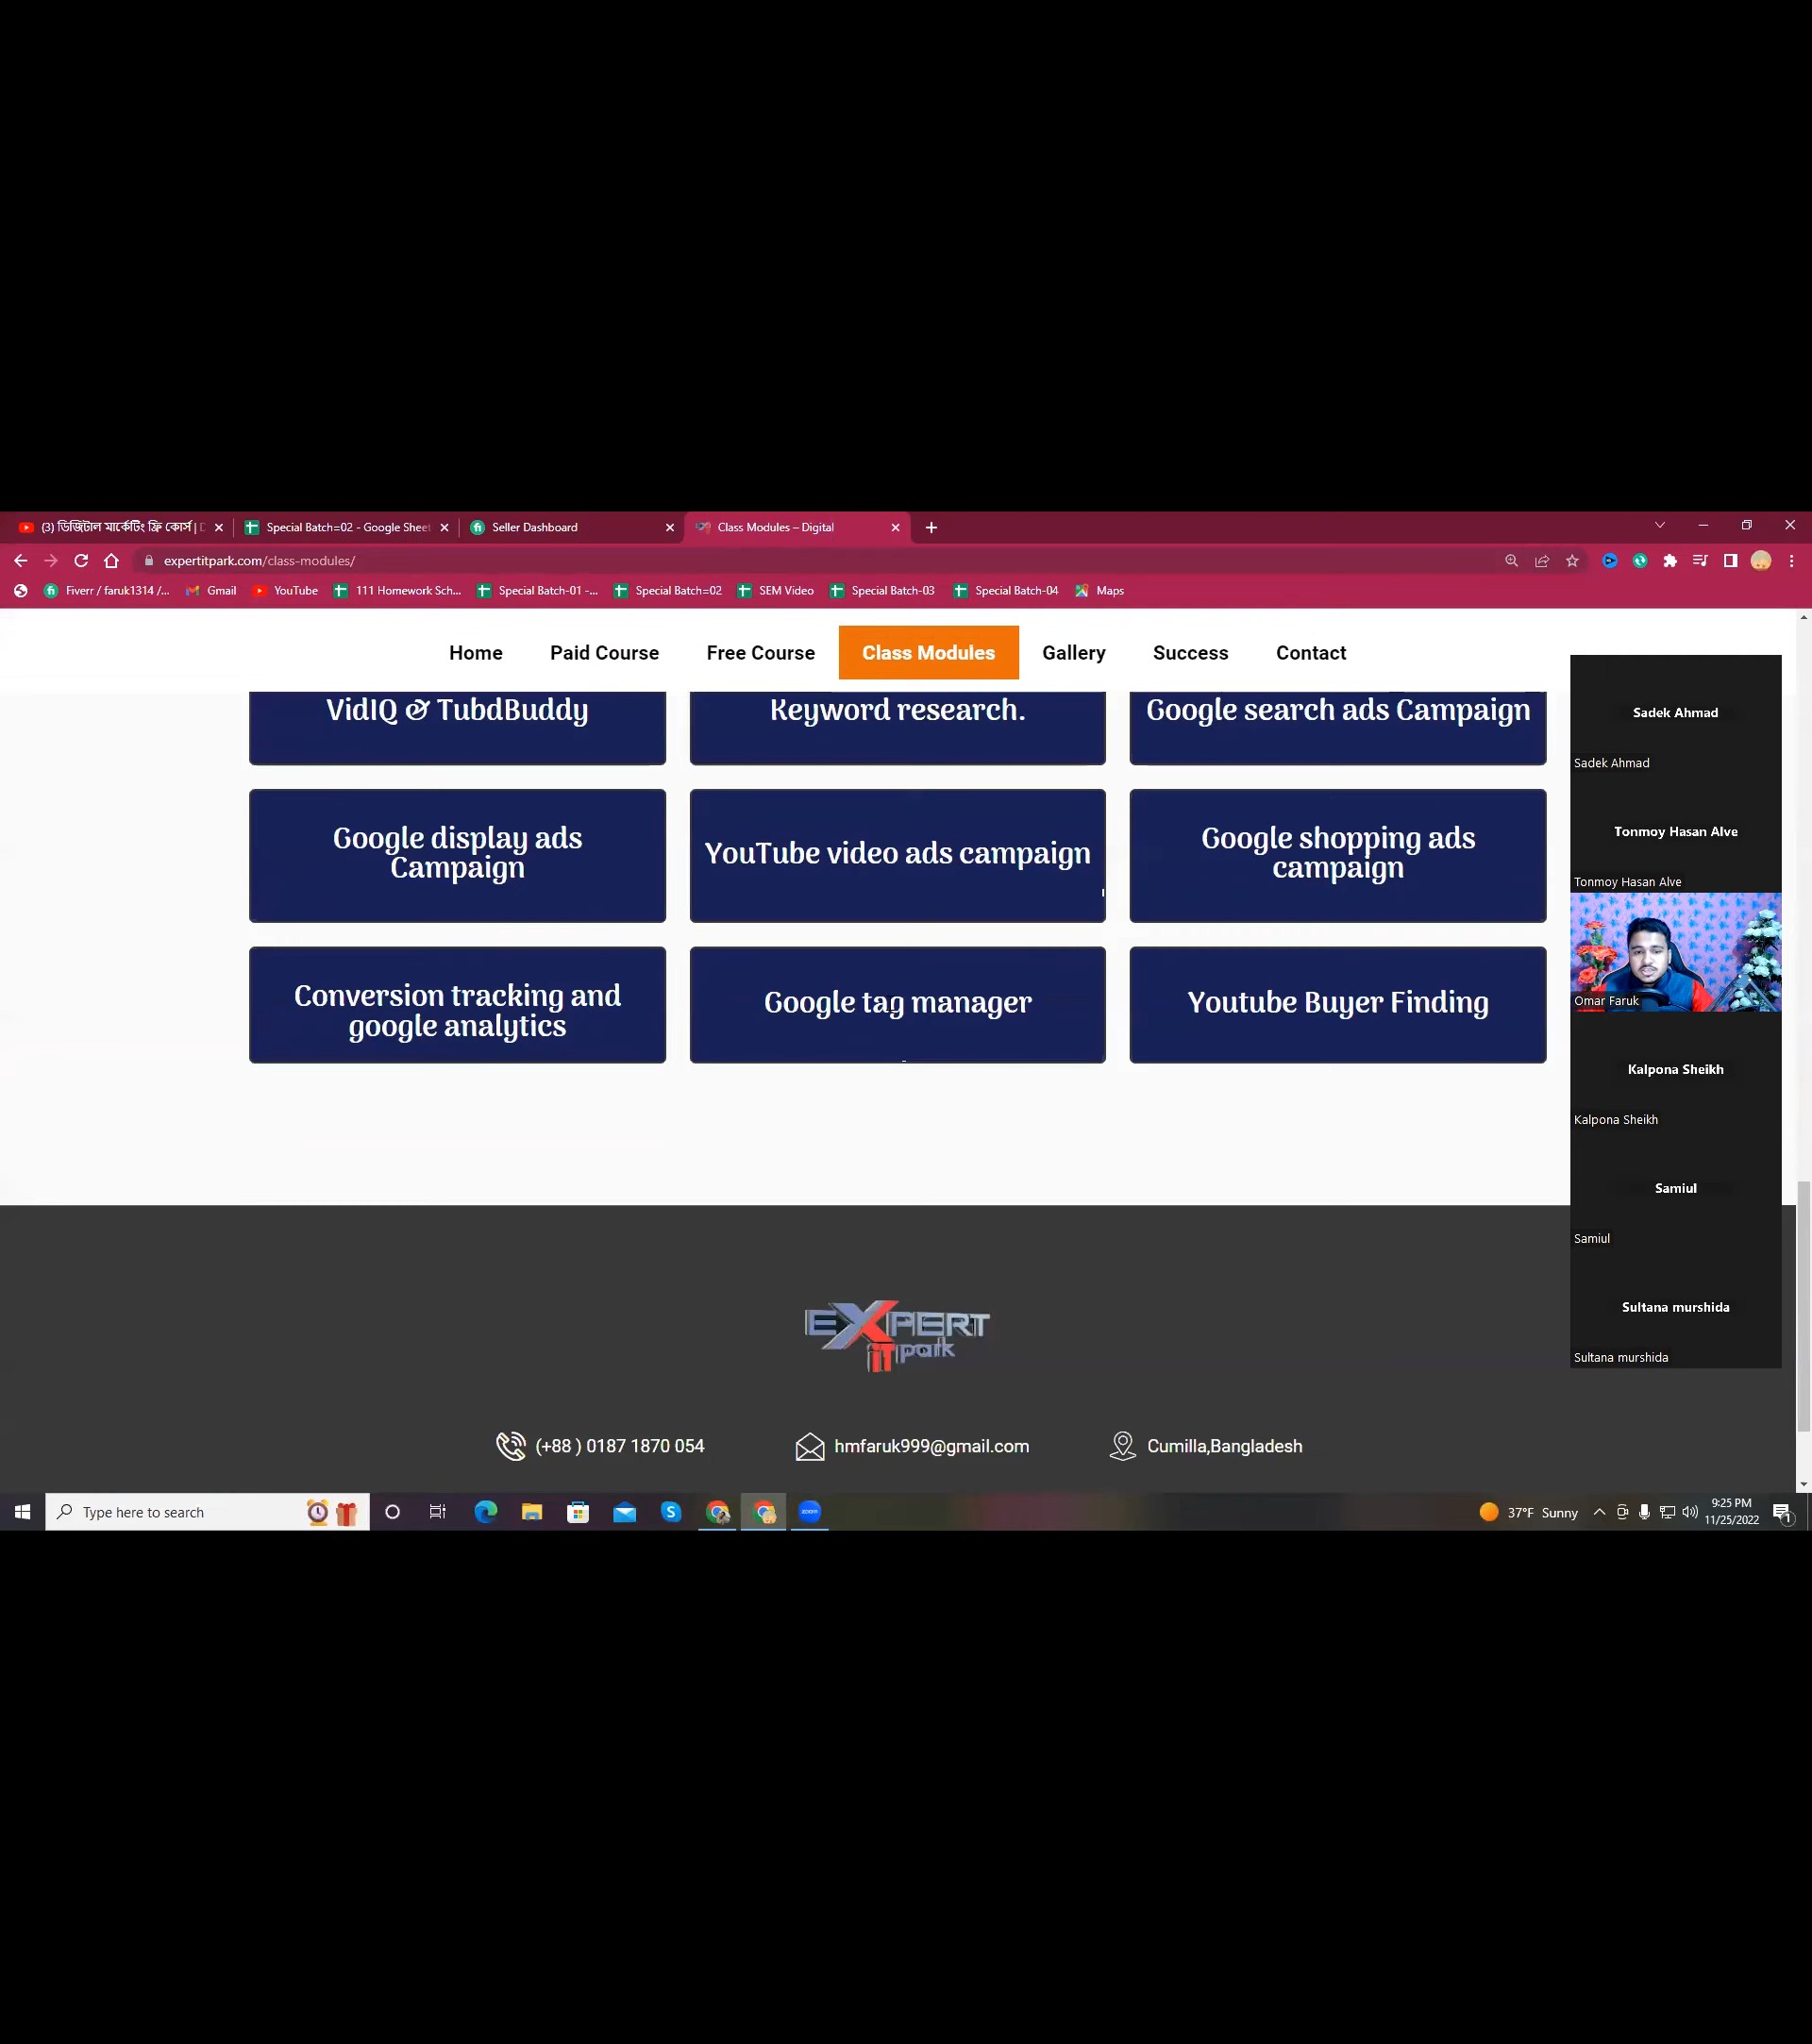 (3) ডিজিটাল মার্কেটিং ফ্রি কোর্স | D
Special Batch=02 - Google Sheet
Seller Dashboard
Class Modules – Digital
expertitpark.com/class-modules/
Fiverr / faruk1314 /...
Gmail
YouTube
111 Homework Sch...
Special Batch-01 -...
Special Batch=02
SEM Video
Special Batch-03
Special Batch-04
Maps
Home
Paid Course
Free Course
Class Modules
Gallery
Success
Contact
VidIQ & TubdBuddy
Keyword research.
Google search ads Campaign
Google display ads
Campaign
YouTube video ads campaign
Google shopping ads
campaign
Conversion tracking and
google analytics
Google tag manager
Youtube Buyer Finding
Sadek Ahmad
Sadek Ahmad
Tonmoy Hasan Alve
Tonmoy Hasan Alve
Omar Faruk
Kalpona Sheikh
Kalpona Sheikh
Samiul
Samiul
Sultana murshida
Sultana murshida
EXPERT
IT park
(+88 ) 0187 1870 054
hmfaruk999@gmail.com
Cumilla,Bangladesh
Type here to search
zoom
37°F Sunny
9:25 PM
11/25/2022
1